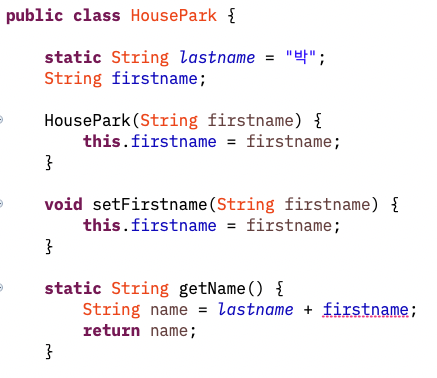 public class HousePark {
static String lastname = "박";
String firstname;
HousePark(String firstname) {
this.firstname = firstname;
}
void setFirstname(String firstname) {
this.firstname = firstname;
}
static String getName() {
String name = lastname + firstname;
return name;
}